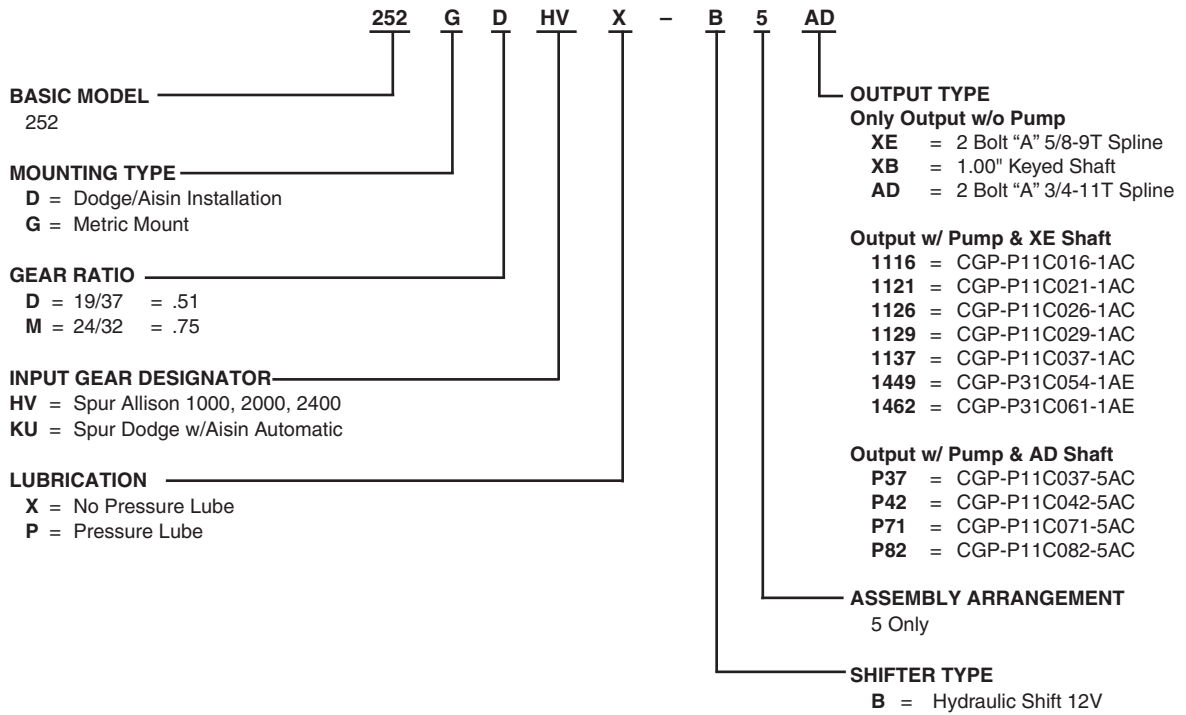 252 G D HV X – B 5 AD
BASIC MODEL
252
MOUNTING TYPE
D = Dodge/Aisin Installation
G = Metric Mount
GEAR RATIO
D = 19/37 = .51
M = 24/32 = .75
INPUT GEAR DESIGNATOR
HV = Spur Allison 1000, 2000, 2400
KU = Spur Dodge w/Aisin Automatic
LUBRICATION
X = No Pressure Lube
P = Pressure Lube
OUTPUT TYPE
Only Output w/o Pump
XE = 2 Bolt “A” 5/8-9T Spline
XB = 1.00" Keyed Shaft
AD = 2 Bolt “A” 3/4-11T Spline
Output w/ Pump & XE Shaft
1116 = CGP-P11C016-1AC
1121 = CGP-P11C021-1AC
1126 = CGP-P11C026-1AC
1129 = CGP-P11C029-1AC
1137 = CGP-P11C037-1AC
1449 = CGP-P31C054-1AE
1462 = CGP-P31C061-1AE
Output w/ Pump & AD Shaft
P37 = CGP-P11C037-5AC
P42 = CGP-P11C042-5AC
P71 = CGP-P11C071-5AC
P82 = CGP-P11C082-5AC
ASSEMBLY ARRANGEMENT
5 Only
SHIFTER TYPE
B = Hydraulic Shift 12V